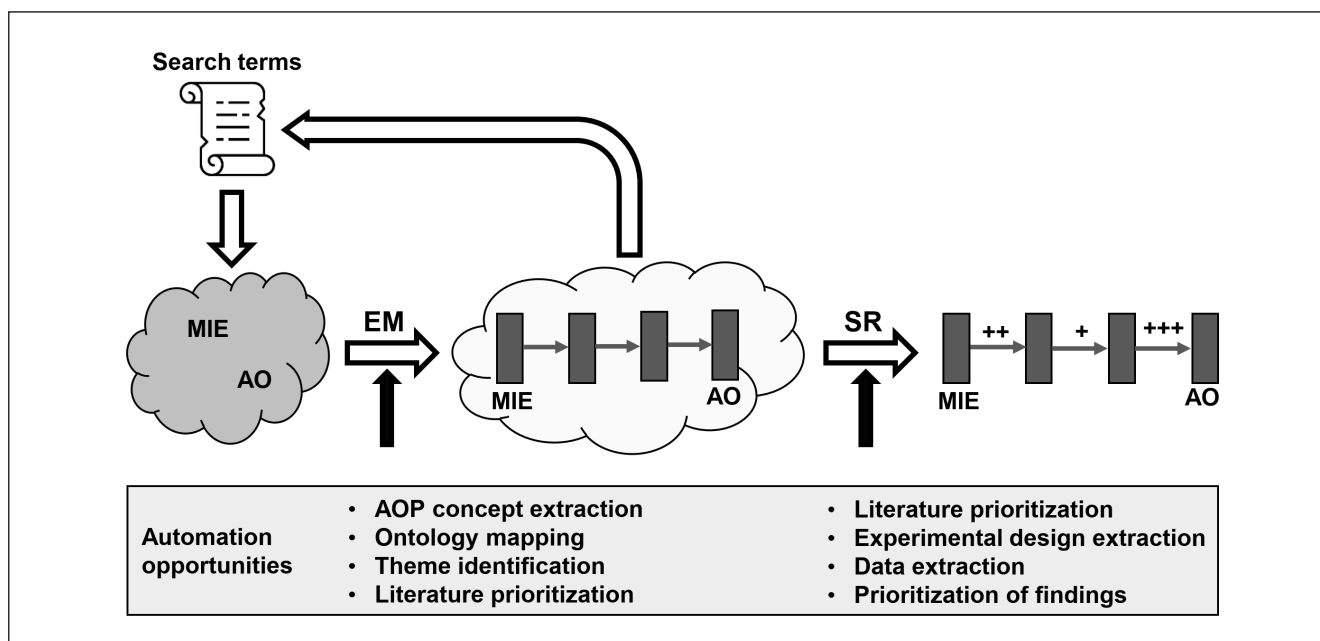 Search terms
MIE
AO
EM
MIE
AO
SR
++
+
+++
MIE
AO
Automation
opportunities
• AOP concept extraction
• Ontology mapping
• Theme identification
• Literature prioritization
• Literature prioritization
• Experimental design extraction
• Data extraction
• Prioritization of findings